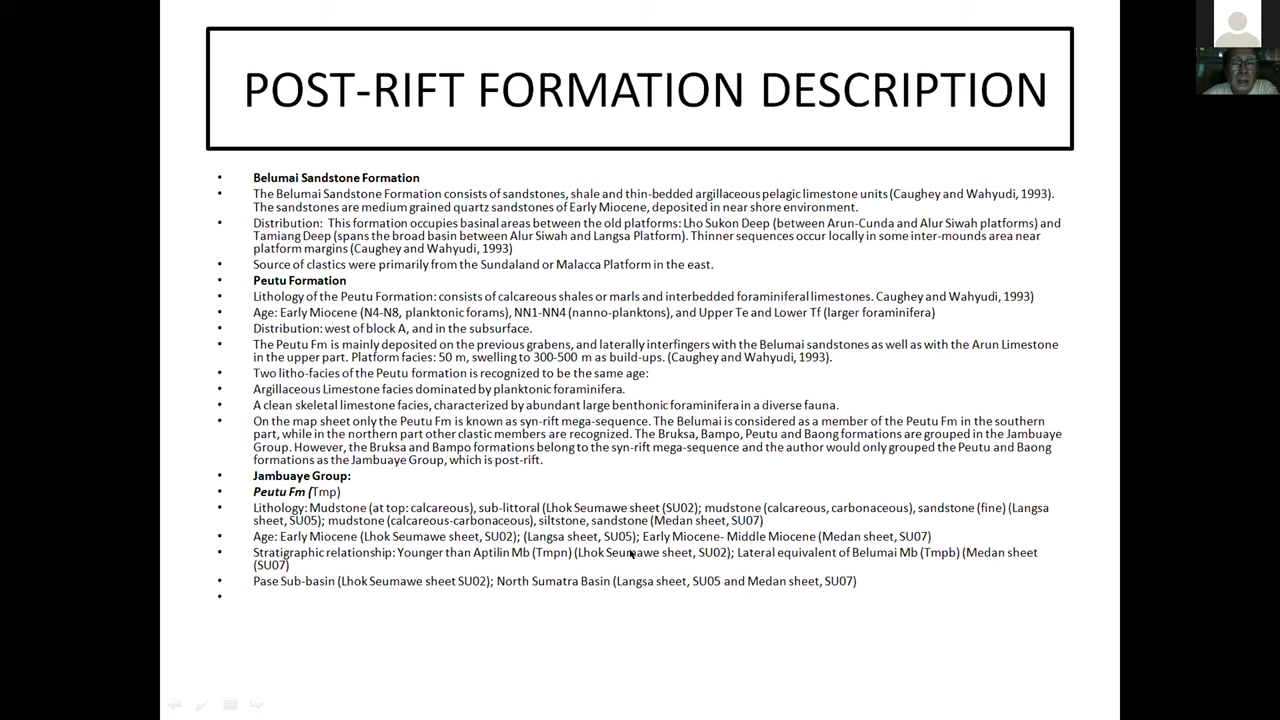 POST-RIFT FORMATION DESCRIPTION
• Belumai Sandstone Formation
• The Belumai Sandstone Formation consists of sandstones, shale and thin-bedded argillaceous pelagic limestone units (Caughey and Wahyudi, 1993).
The sandstones are medium grained quartz sandstones of Early Miocene, deposited in near shore environment.
• Distribution: This formation occupies basinal areas between the old platforms: Lho Sukon Deep (between Arun-Cunda and Alur Siwah platforms) and
Tamiang Deep (spans the broad basin between Alur Siwah and Langsa Platform). Thinner sequences occur locally in some inter-mounds area near
platform margins (Caughey and Wahyudi, 1993)
• Source of clastics were primarily from the Sundaland or Malacca Platform in the east.
• Peutu Formation
• Lithology of the Peutu Formation: consists of calcareous shales or marls and interbedded foraminiferal limestones. Caughey and Wahyudi, 1993)
• Age: Early Miocene (N4-N8, planktonic forams), NN1-NN4 (nanno-planktons), and Upper Te and Lower Tf (larger foraminifera)
• Distribution: west of block A, and in the subsurface.
• The Peutu Fm is mainly deposited on the previous grabens, and laterally interfingers with the Belumai sandstones as well as with the Arun Limestone
in the upper part. Platform facies: 50 m, swelling to 300-500 m as build-ups. (Caughey and Wahyudi, 1993).
• Two litho-facies of the Peutu formation is recognized to be the same age:
• Argillaceous Limestone facies dominated by planktonic foraminifera.
• A clean skeletal limestone facies, characterized by abundant large benthonic foraminifera in a diverse fauna.
• On the map sheet only the Peutu Fm is known as syn-rift mega-sequence. The Belumai is considered as a member of the Peutu Fm in the southern
part, while in the northern part other clastic members are recognized. The Bruksa, Bampo, Peutu and Baong formations are grouped in the Jambuaye
Group. However, the Bruksa and Bampo formations belong to the syn-rift mega-sequence and the author would only grouped the Peutu and Baong
formations as the Jambuaye Group, which is post-rift.
• Jambuaye Group:
• Peutu Fm (Tmp)
• Lithology: Mudstone (at top: calcareous), sub-littoral (Lhok Seumawe sheet (SU02); mudstone (calcareous, carbonaceous), sandstone (fine) (Langsa
sheet, SU05); mudstone (calcareous-carbonaceous), siltstone, sandstone (Medan sheet, SU07)
• Age: Early Miocene (Lhok Seumawe sheet, SU02); (Langsa sheet, SU05); Early Miocene- Middle Miocene (Medan sheet, SU07)
• Stratigraphic relationship: Younger than Aptilin Mb (Tmpn) (Lhok Seumawe sheet, SU02); Lateral equivalent of Belumai Mb (Tmpb) (Medan sheet
(SU07)
• Pase Sub-basin (Lhok Seumawe sheet SU02); North Sumatra Basin (Langsa sheet, SU05 and Medan sheet, SU07)
•